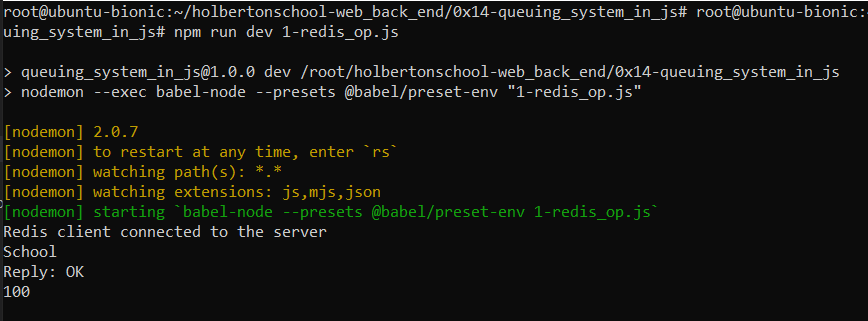 root@ubuntu-bionic:~/holbertonschool-web_back_end/0x14-queuing_system_in_js# root@ubuntu-bionic:
uing_system_in_js# npm run dev 1-redis_op.js
> queuing_system_in_js@1.0.0 dev /root/holbertonschool-web_back_end/0x14-queuing_system_in_js
> nodemon --exec babel-node --presets @babel/preset-env "1-redis_op.js"
[nodemon] 2.0.7
[nodemon] to restart at any time, enter `rs`
[nodemon] watching path(s): *.*
[nodemon] watching extensions: js,mjs,json
[nodemon] starting `babel-node --presets @babel/preset-env 1-redis_op.js`
Redis client connected to the server
School
Reply: OK
100